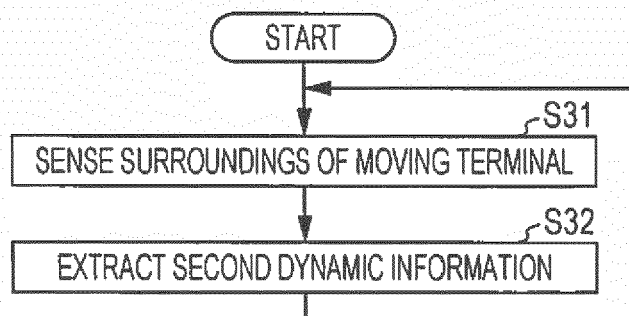 START
S31
SENSE SURROUNDINGS OF MOVING TERMINAL
S32
EXTRACT SECOND DYNAMIC INFORMATION